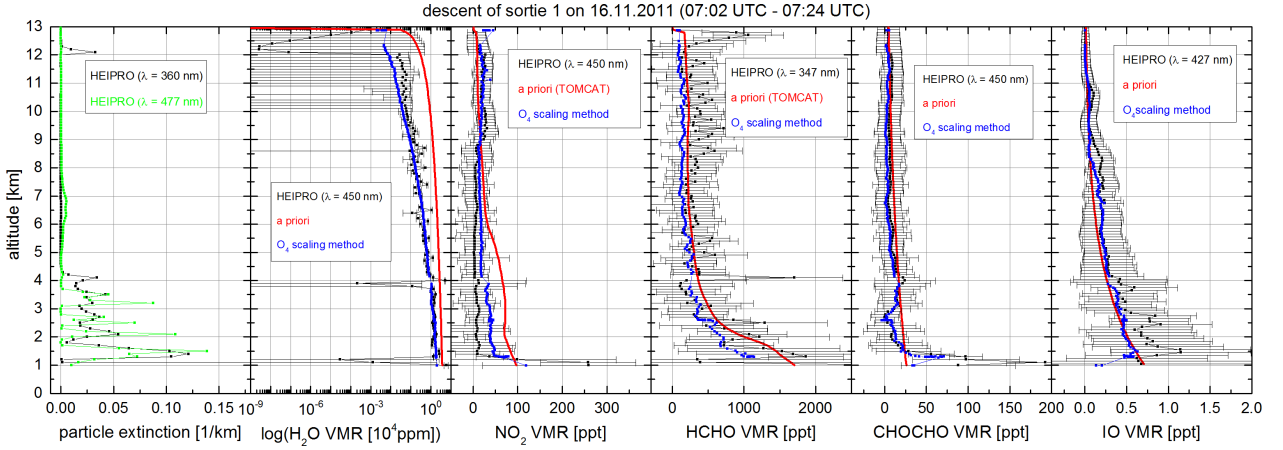 descent of sortie 1 on 16.11.2011 (07:02 UTC - 07:24 UTC)
altitude [km]
13
12
11
10
9
8
7
6
5
4
3
2
1
0
HEIPRO (λ = 360 nm)
HEIPRO (λ = 477 nm)
0.00 0.05 0.10 0.15
particle extinction [1/km]
HEIPRO (λ = 450 nm)
a priori
O₄ scaling method
10⁻⁹ 10⁻⁶ 10⁻³ 10⁰
log(H₂O VMR [10⁴ppm])
HEIPRO (λ = 450 nm)
a priori (TOMCAT)
O₄ scaling method
0 100 200 300
NO₂ VMR [ppt]
HEIPRO (λ = 347 nm)
a priori (TOMCAT)
O₄ scaling method
0 1000 2000
HCHO VMR [ppt]
HEIPRO (λ = 450 nm)
a priori
O₄ scaling method
0 50 100 150 200
CHOCHO VMR [ppt]
HEIPRO (λ = 427 nm)
a priori
O₄ scaling method
0.0 0.5 1.0 1.5 2.0
IO VMR [ppt]